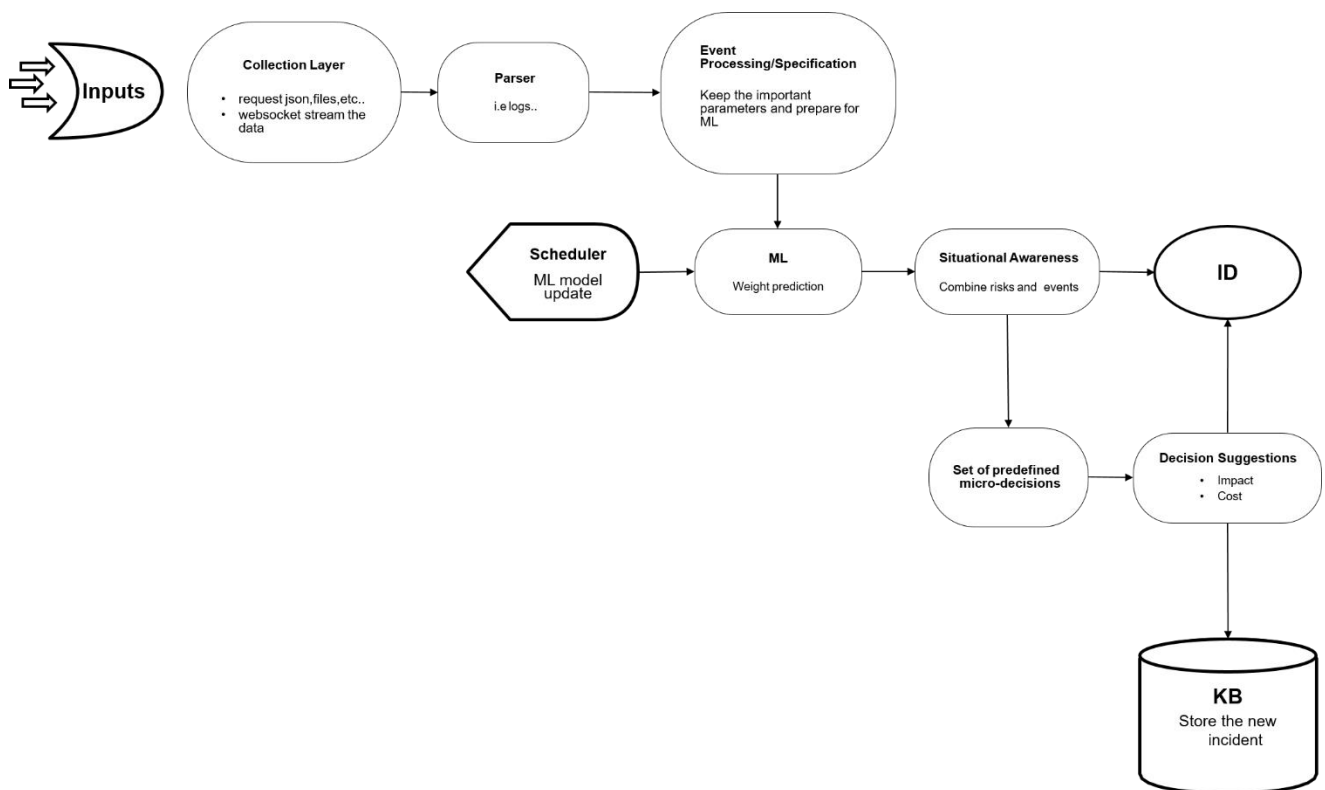 Inputs
Collection Layer
• request json,files,etc..
• websocket stream the
data
Parser
i.e logs..
Event
Processing/Specification
Keep the important
parameters and prepare for
ML
Scheduler
ML model
update
ML
Weight prediction
Situational Awareness
Combine risks and events
ID
Set of predefined
micro-decisions
Decision Suggestions
• Impact
• Cost
KB
Store the new
incident